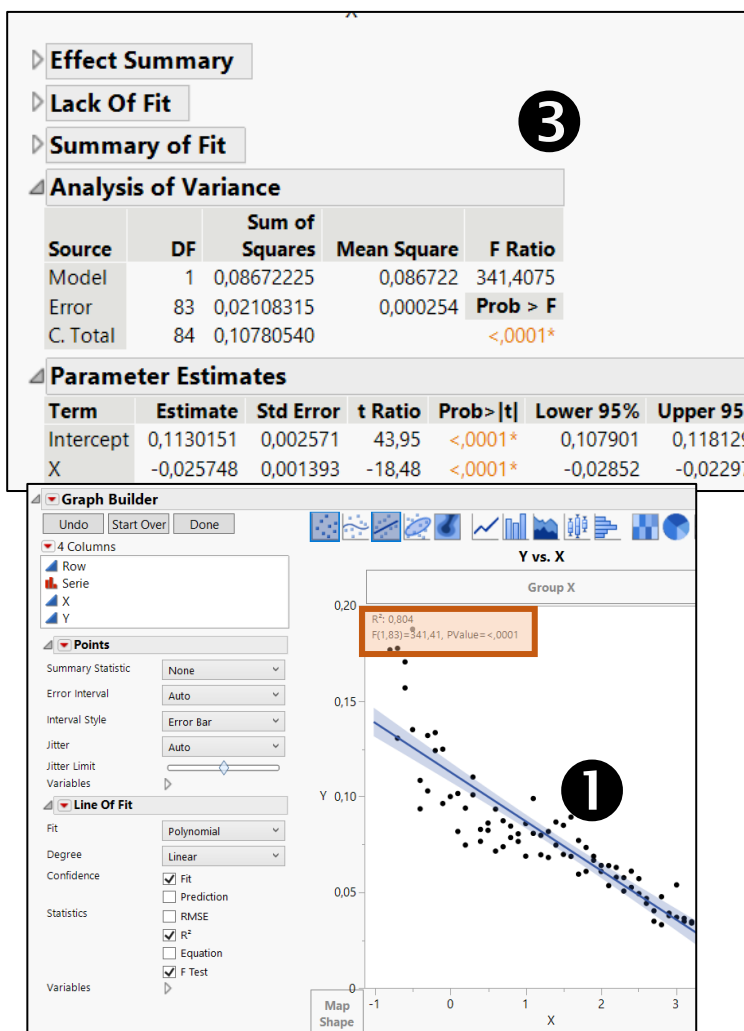 X
Effect Summary
Lack Of Fit
Summary of Fit
3
Analysis of Variance
Source DF Sum of Squares Mean Square F Ratio
Model 1 0,08672225 0,086722 341,4075
Error 83 0,02108315 0,000254 Prob > F
C. Total 84 0,10780540 <,0001*
Parameter Estimates
Term Estimate Std Error t Ratio Prob>|t| Lower 95% Upper 95
Intercept 0,1130151 0,002571 43,95 <,0001* 0,107901 0,118129
X -0,025748 0,001393 -18,48 <,0001* -0,02852 -0,02297
Graph Builder
Undo Start Over Done
4 Columns
Row
Serie
X
Y
Points
Summary Statistic None
Error Interval Auto
Interval Style Error Bar
Jitter Auto
Jitter Limit
Variables
Line Of Fit
Fit Polynomial
Degree Linear
Confidence Fit
Prediction
Statistics RMSE
R²
Equation
F Test
Variables
Y vs. X
Group X
R²: 0,804
F(1,83)=341,41, PValue=<,0001
0,20
0,15
Y 0,10
1
0,05
0
Map Shape
-1 0 1 2 3
X